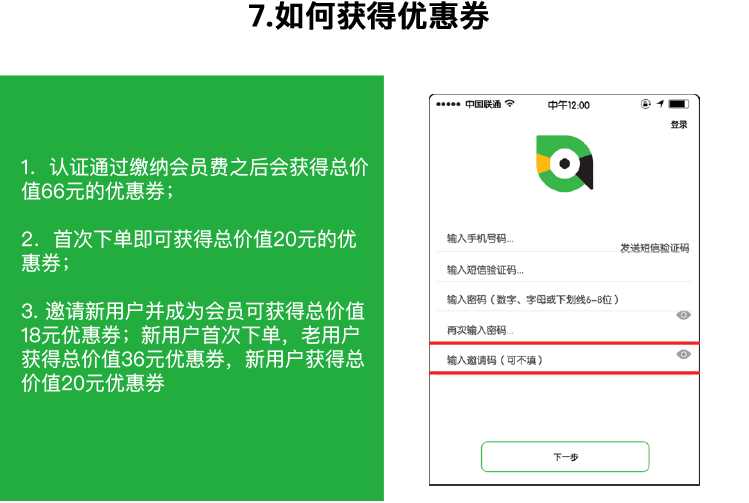 7.如何获得优惠券
1. 认证通过缴纳会员费之后会获得总价
值66元的优惠券；
2. 首次下单即可获得总价值20元的优
惠券；
3. 邀请新用户并成为会员可获得总价值
18元优惠券；新用户首次下单，老用户
获得总价值36元优惠券，新用户获得总
价值20元优惠券
中国联通 中午12:00
登录
输入手机号码...
发送短信验证码
输入短信验证码...
输入密码（数字、字母或下划线6-8位）
再次输入密码...
输入邀请码（可不填）
下一步